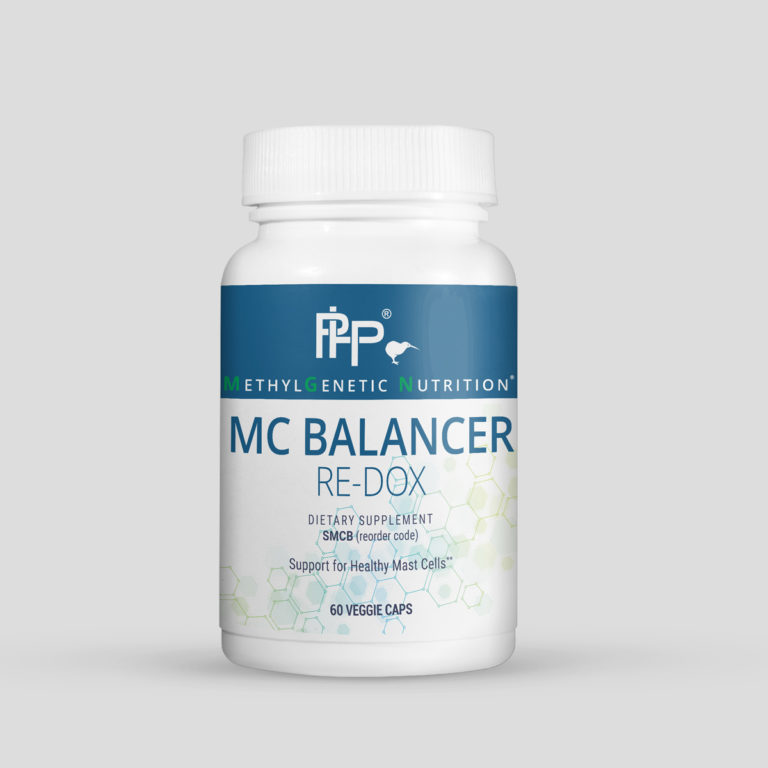 PHP®
METHYLGENETIC NUTRITION®
MC BALANCER
RE-DOX
DIETARY SUPPLEMENT
SMCB (reorder code)
Support for Healthy Mast Cells**
60 VEGGIE CAPS